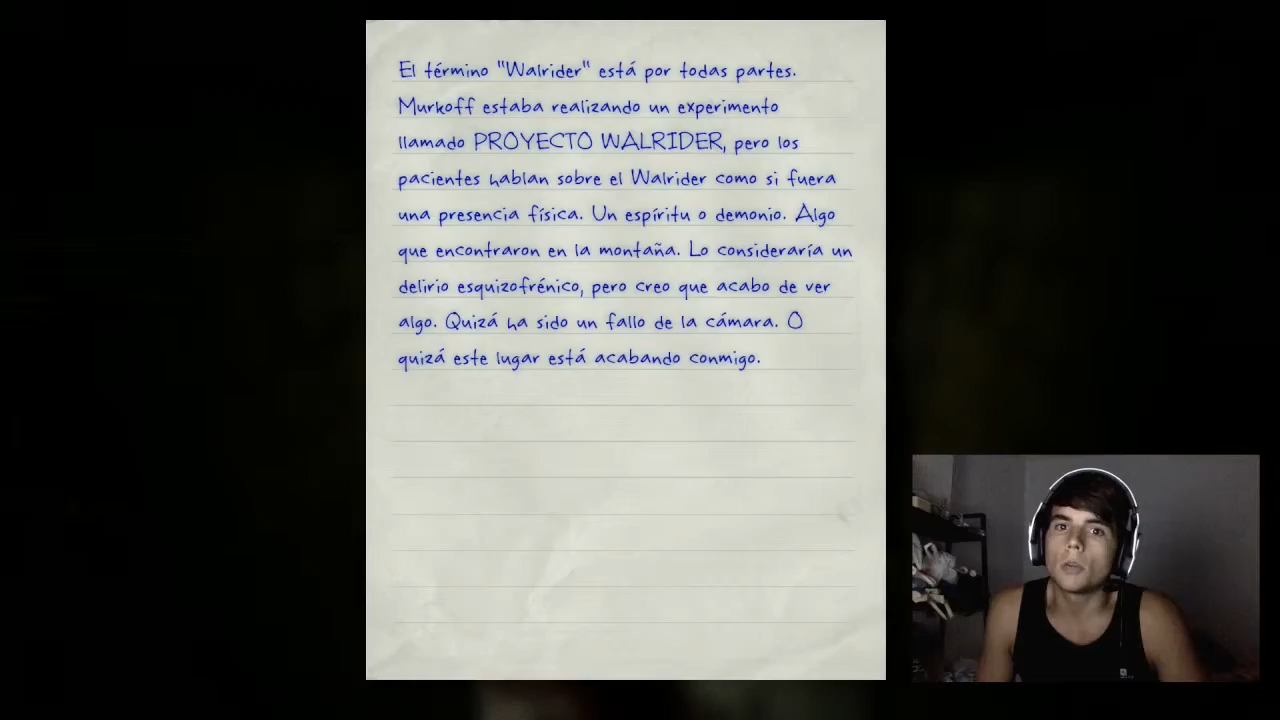 El término "Walrider" está por todas partes.
Murkoff estaba realizando un experimento
llamado PROYECTO WALRIDER, pero los
pacientes hablan sobre el Walrider como si fuera
una presencia física. Un espíritu o demonio. Algo
que encontraron en la montaña. Lo consideraría un
delirio esquizofrénico, pero creo que acabo de ver
algo. Quizá ha sido un fallo de la cámara. O
quizá este lugar está acabando conmigo.